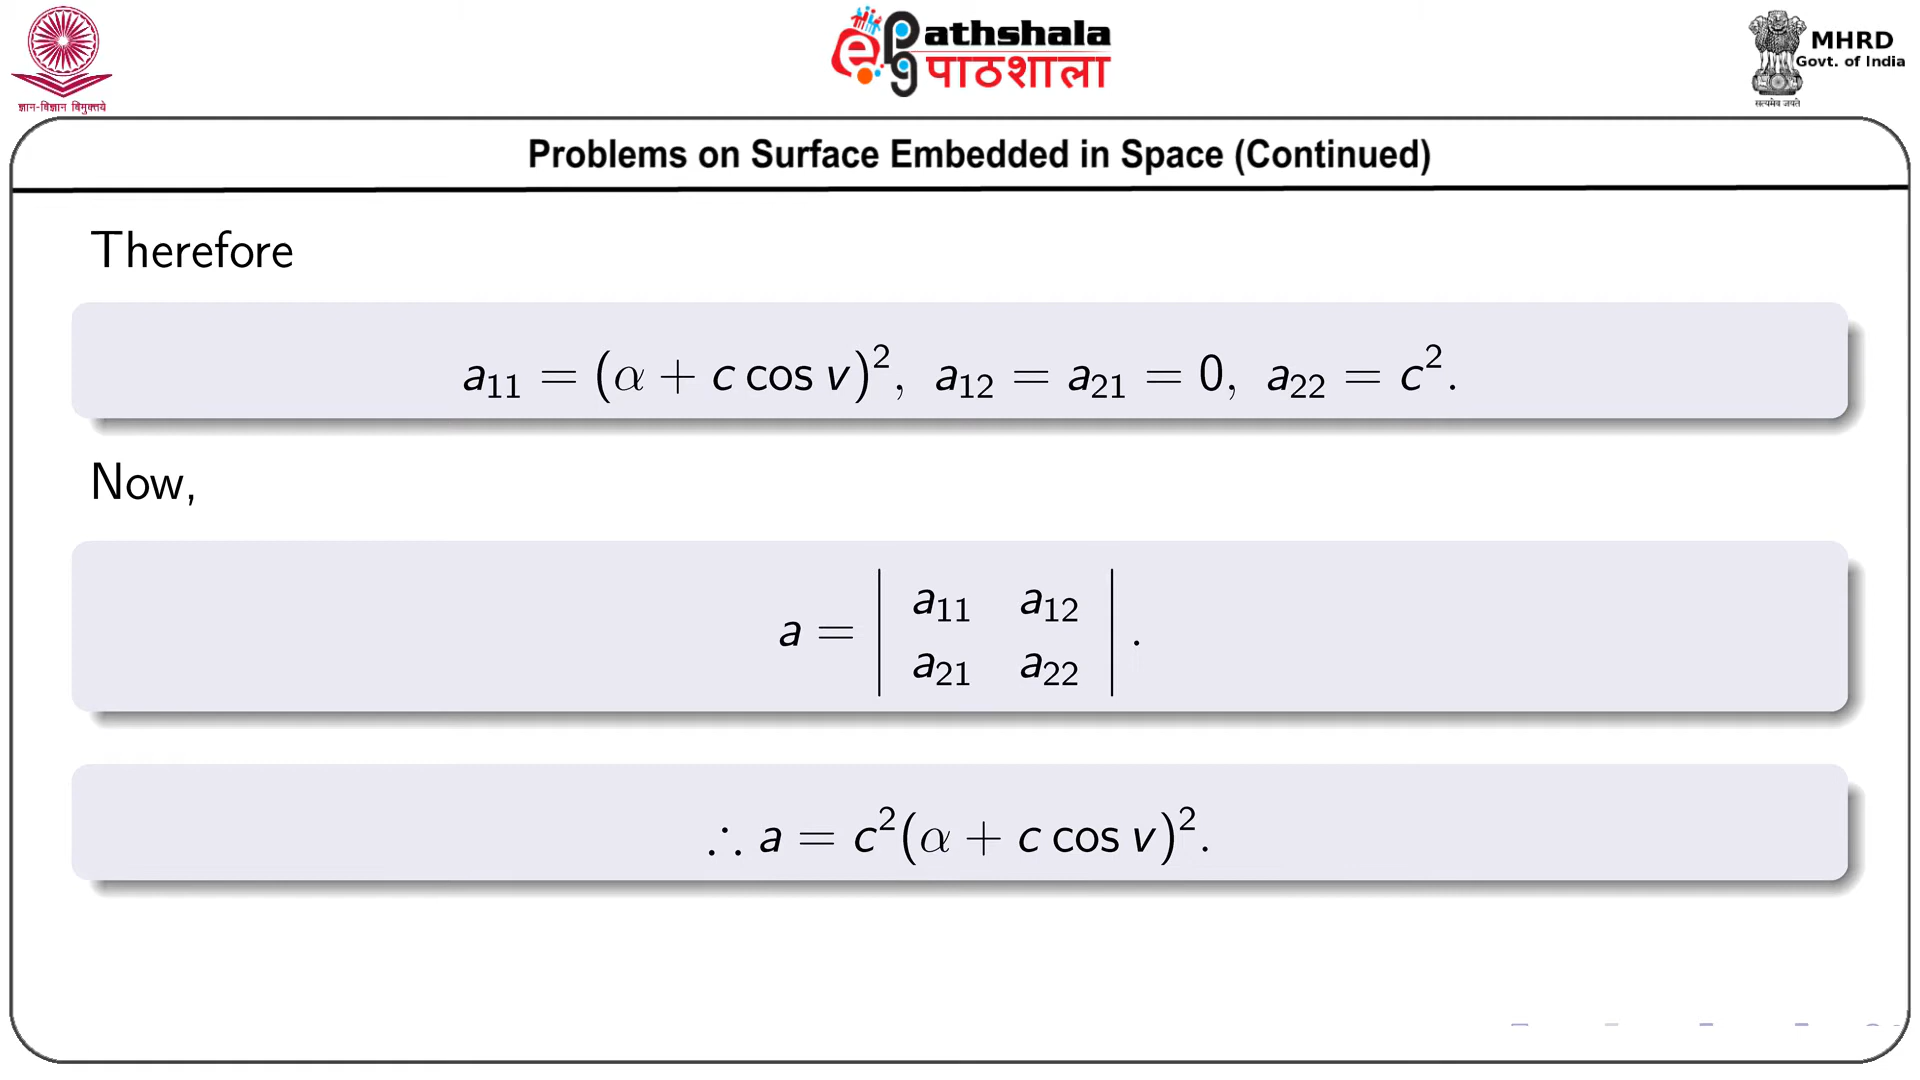 ज्ञान-विज्ञान विमुक्तये
ePathshala
पाठशाला
MHRD
Govt. of India
सत्यमेव जयते
Problems on Surface Embedded in Space (Continued)
Therefore
a₁₁ = (α + c cos v)², a₁₂ = a₂₁ = 0, a₂₂ = c².
Now,
a = | a₁₁ a₁₂ |
| a₂₁ a₂₂ | .
∴ a = c²(α + c cos v)².